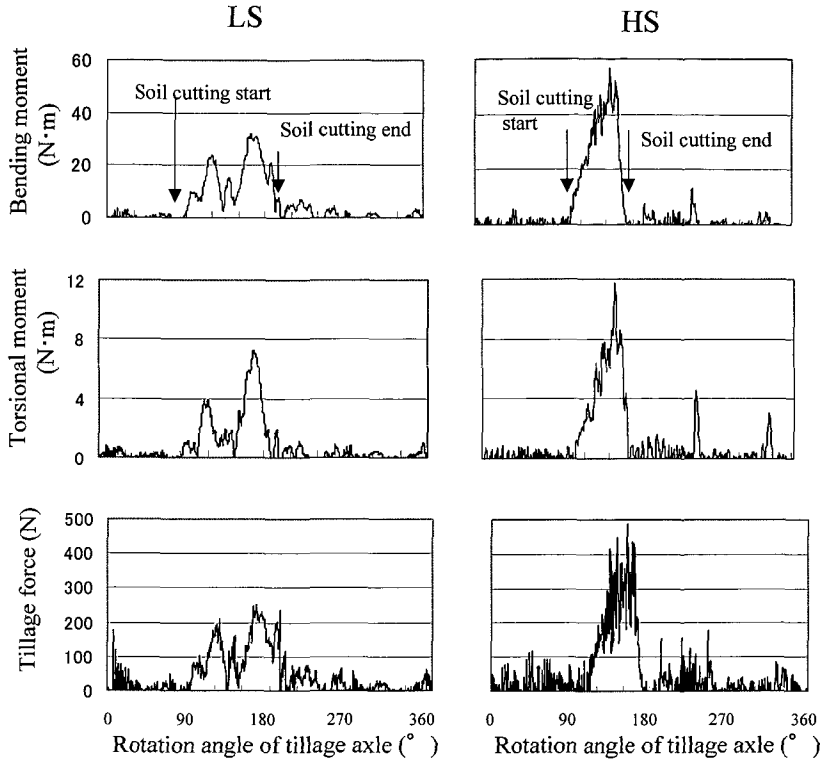 LS
HS
Bending moment
(N·m)
60
40
20
0
Soil cutting start
Soil cutting end
Soil cutting
start
Soil cutting end
Torsional moment
(N·m)
12
8
4
0
Tillage force (N)
500
400
300
200
100
0
0 90 180 270 360
0 90 180 270 360
Rotation angle of tillage axle (°)
Rotation angle of tillage axle (°)